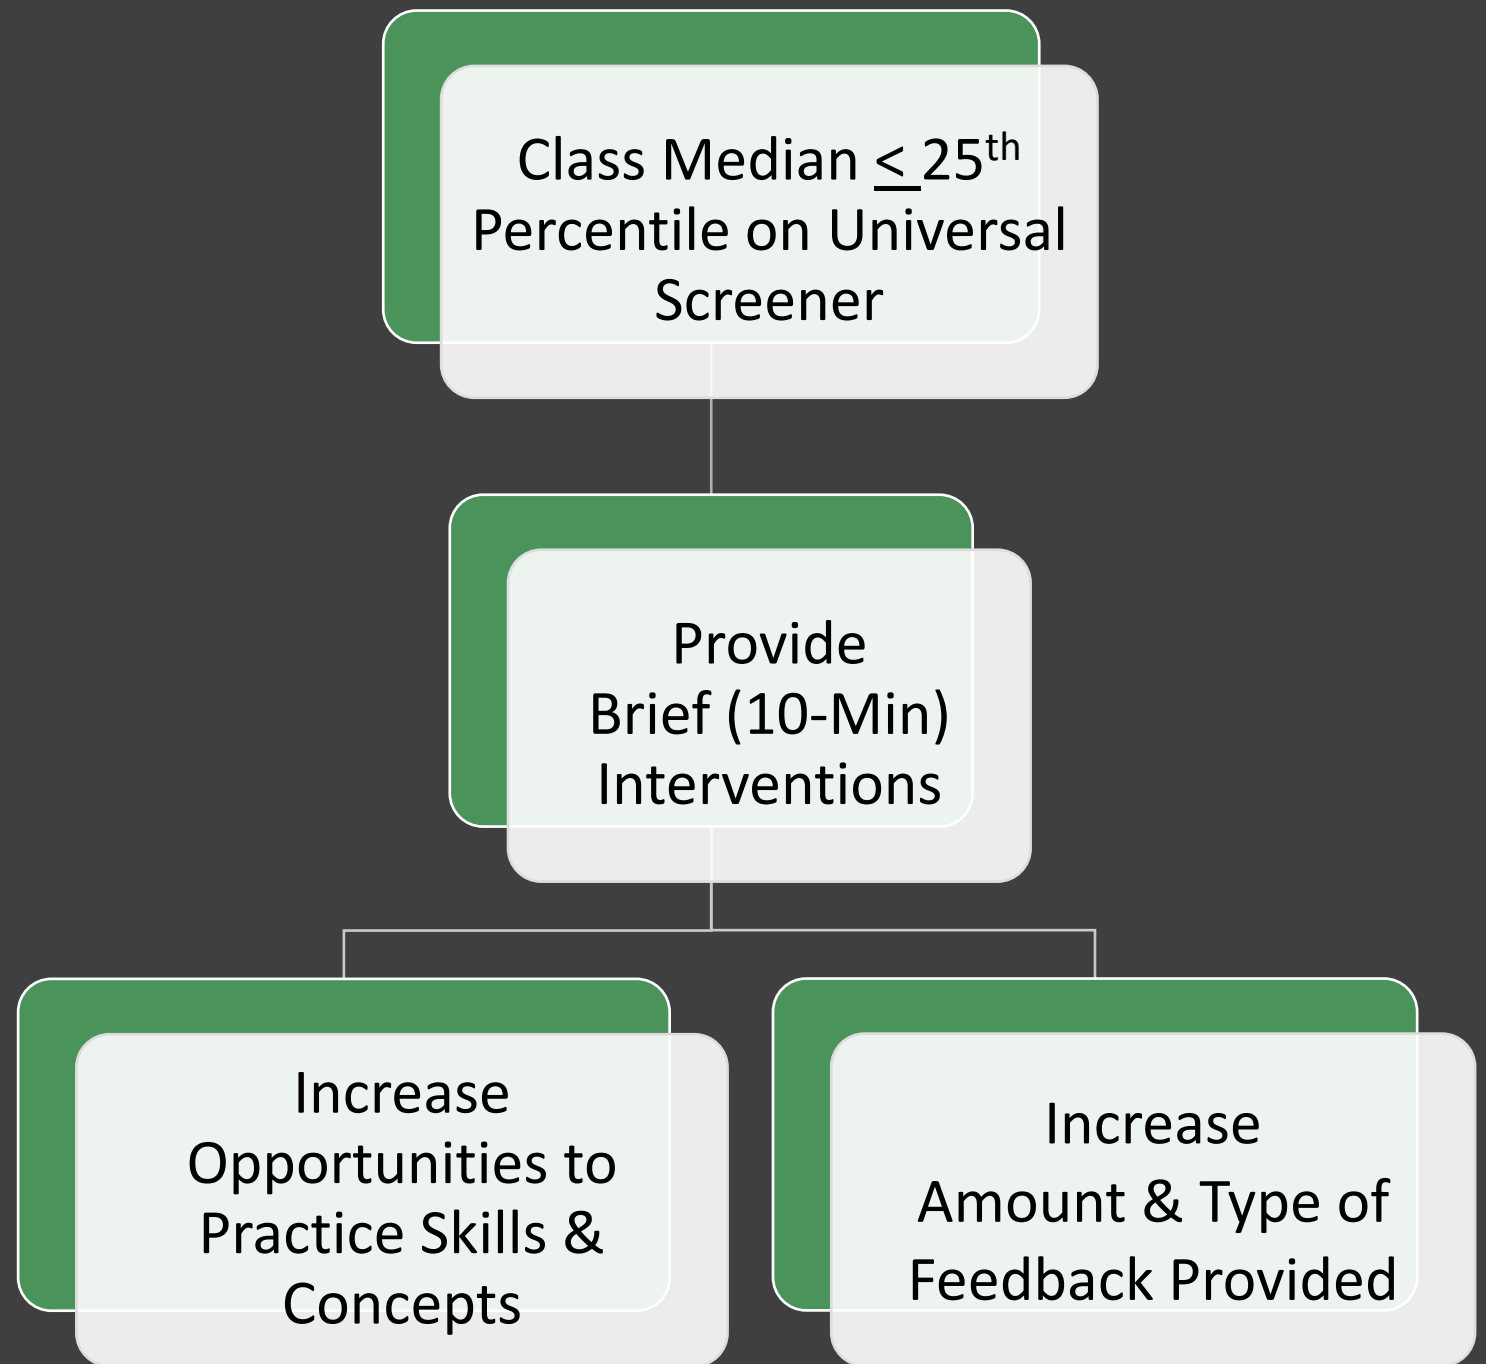 Class Median < 25th
Percentile on Universal
Screener
Provide
Brief (10-Min)
Interventions
Increase
Opportunities to
Practice Skills &
Concepts
Increase
Amount & Type of
Feedback Provided